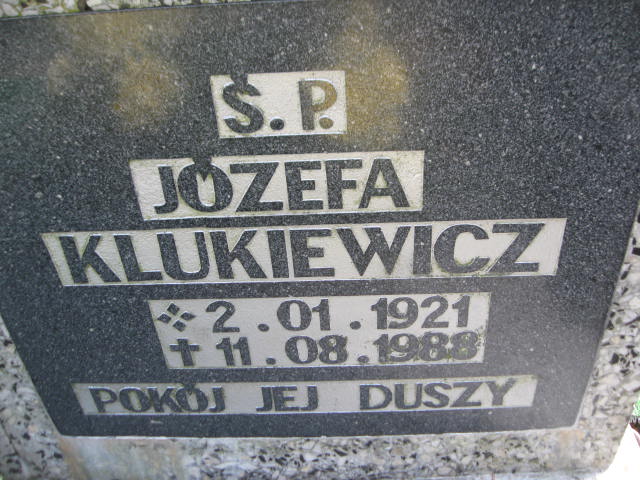 Ś.P.
JÓZEFA
KLUKIEWICZ
2.01.1921
✝ 11.08.1988
POKÓJ JEJ DUSZY